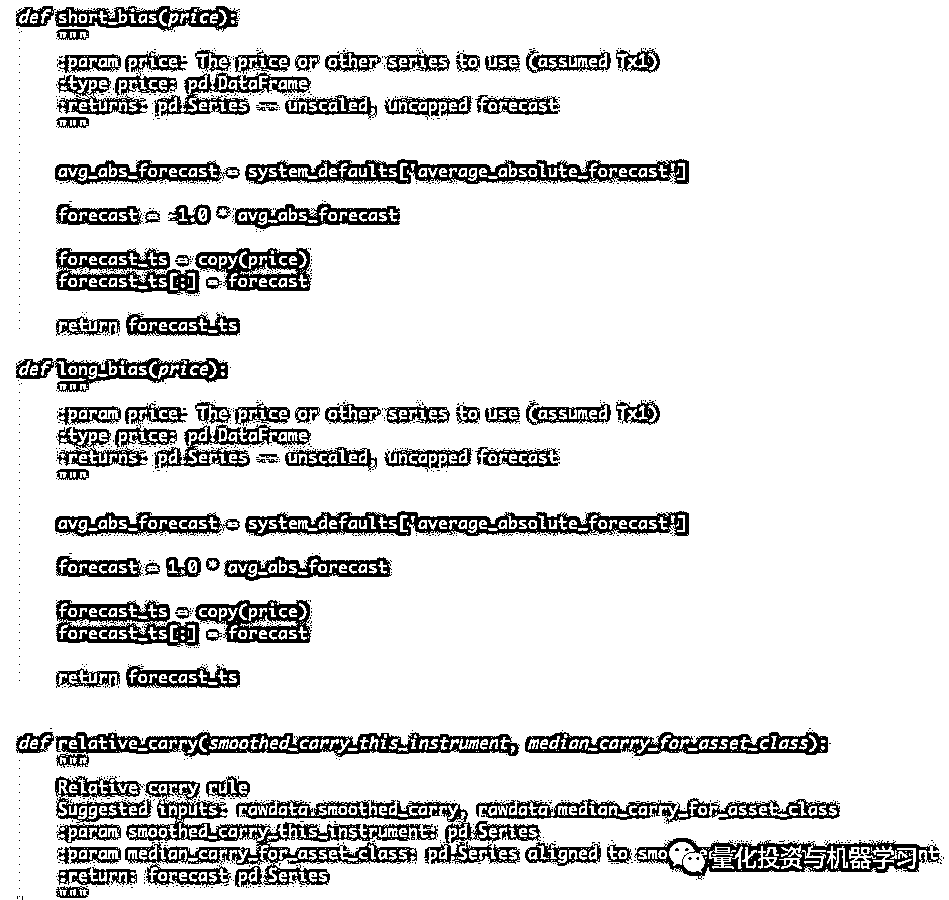 def short_bias(price):
"""
:param price: The price or other series to use (assumed Tx1)
:type price: pd.DataFrame
:returns: pd.Series -- unscaled, uncapped forecast
"""
avg_abs_forecast = system_defaults['average_absolute_forecast']
forecast = -1.0 * avg_abs_forecast
forecast_ts = copy(price)
forecast_ts[:] = forecast
return forecast_ts
def long_bias(price):
"""
:param price: The price or other series to use (assumed Tx1)
:type price: pd.DataFrame
:returns: pd.Series -- unscaled, uncapped forecast
"""
avg_abs_forecast = system_defaults['average_absolute_forecast']
forecast = 1.0 * avg_abs_forecast
forecast_ts = copy(price)
forecast_ts[:] = forecast
return forecast_ts
def relative_carry(smoothed_carry_this_instrument, median_carry_for_asset_class):
"""
Relative carry rule
Suggested inputs: rawdata.smoothed_carry, rawdata.median_carry_for_asset_class
:param smoothed_carry_this_instrument: pd.Series
:param median_carry_for_asset_class: pd.Series aligned to
量化投资与机器学习
:return: forecast pd.Series
"""